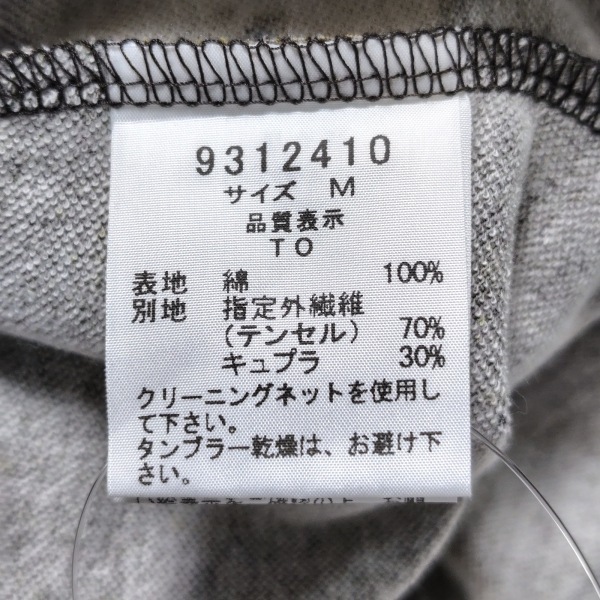 9312410
サイズ M
品質表示
TO
表地 綿 100%
別地 指定外繊維
(テンセル) 70%
キュプラ 30%
クリーニングネットを使用し
て下さい。
タンブラー乾燥は、お避け下
さい。